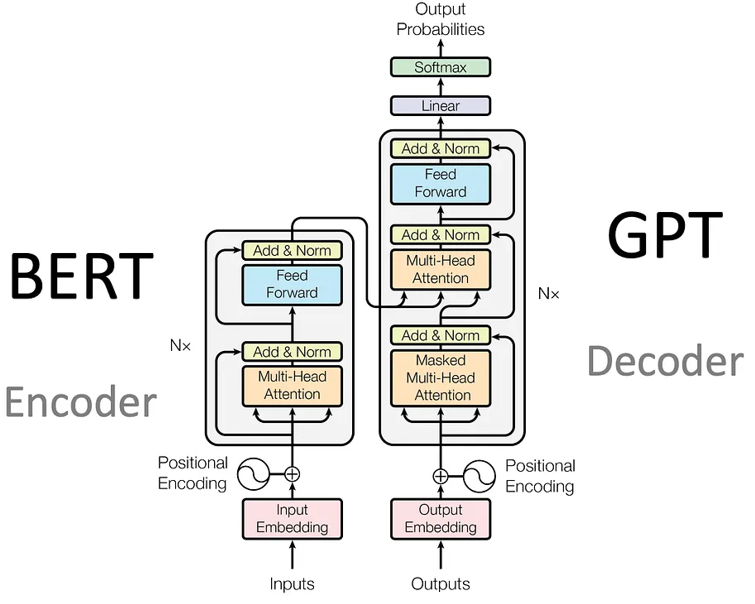 Output
Probabilities
Softmax
Linear
Add & Norm
Feed
Forward
Add & Norm
Multi-Head
Attention
Add & Norm
Masked
Multi-Head
Attention
Nx
GPT
Decoder
Positional
Encoding
Output
Embedding
Outputs
BERT
Encoder
Nx
Add & Norm
Feed
Forward
Add & Norm
Multi-Head
Attention
Positional
Encoding
Input
Embedding
Inputs